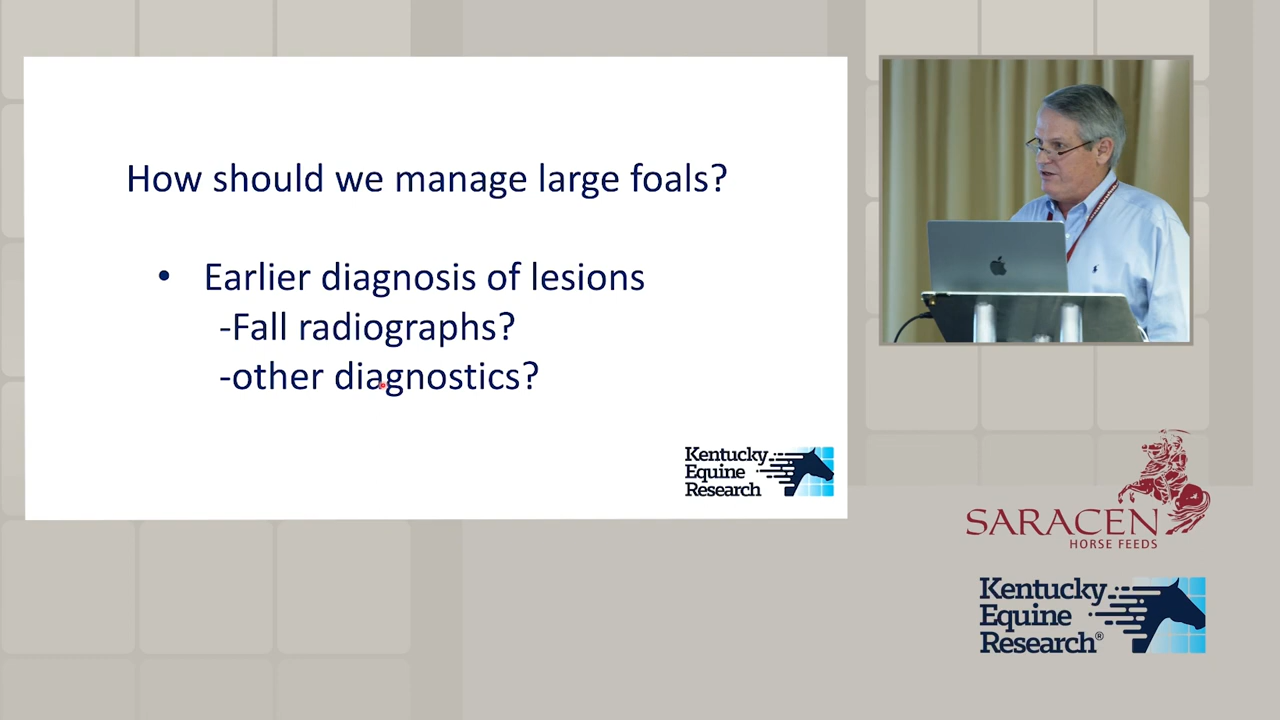 How should we manage large foals?
• Earlier diagnosis of lesions
-Fall radiographs?
-other diagnostics?
Kentucky
Equine
Research
SARACEN
HORSE FEEDS
Kentucky
Equine
Research®